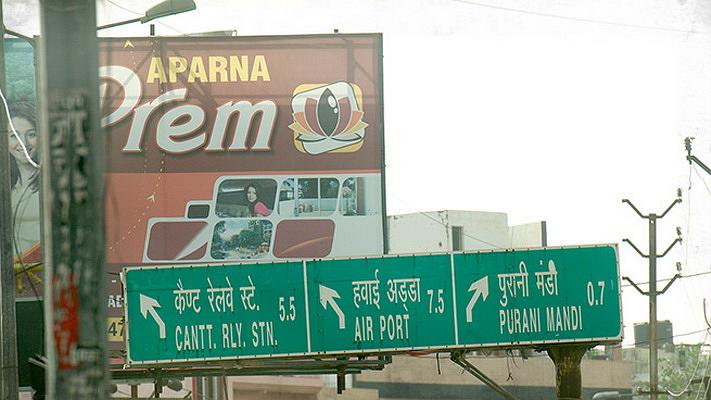 APARNA
Prem
कैण्ट रेलवे स्टे. 5.5
CANTT. RLY. STN.
हवाई अड्डा 7.5
AIR PORT
पुरानी मंडी 0.7
PURANI MANDI